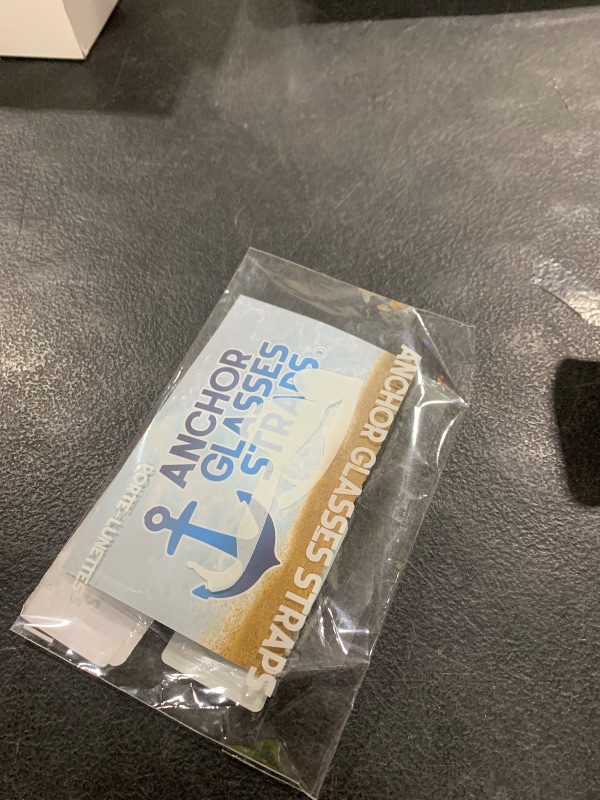 ANCHOR
GLASSES
STRAPS®
ANCHOR GLASSES STRAPS
PORTE-LUNETTES